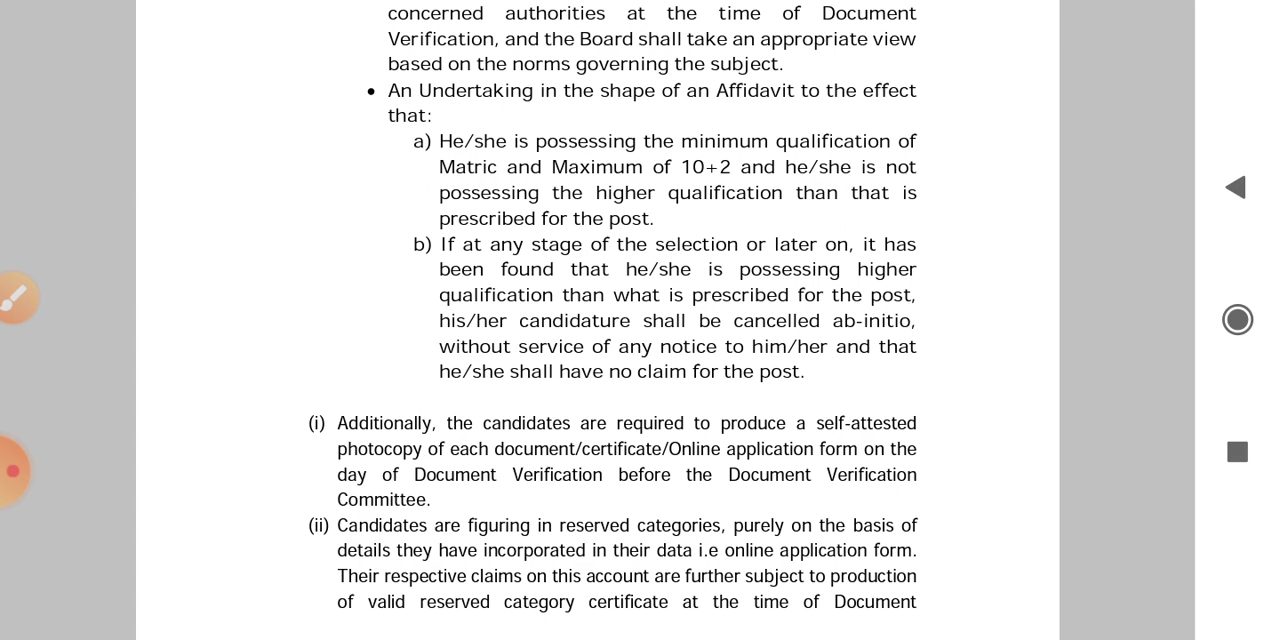 concerned authorities at the time of Document
Verification, and the Board shall take an appropriate view
based on the norms governing the subject.
• An Undertaking in the shape of an Affidavit to the effect
that:
a) He/she is possessing the minimum qualification of
Matric and Maximum of 10+2 and he/she is not
possessing the higher qualification than that is
prescribed for the post.
b) If at any stage of the selection or later on, it has
been found that he/she is possessing higher
qualification than what is prescribed for the post,
his/her candidature shall be cancelled ab-initio,
without service of any notice to him/her and that
he/she shall have no claim for the post.
(i) Additionally, the candidates are required to produce a self-attested
photocopy of each document/certificate/Online application form on the
day of Document Verification before the Document Verification
Committee.
(ii) Candidates are figuring in reserved categories, purely on the basis of
details they have incorporated in their data i.e online application form.
Their respective claims on this account are further subject to production
of valid reserved category certificate at the time of Document